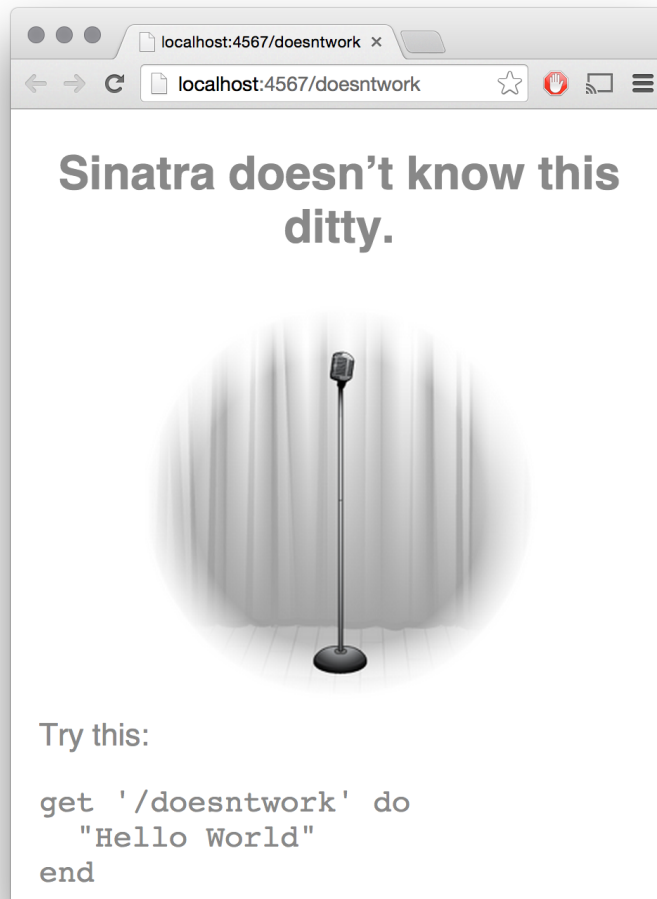 localhost:4567/doesntwork
localhost:4567/doesntwork
Sinatra doesn’t know this
ditty.
Try this:
get '/doesntwork' do
  "Hello World"
end